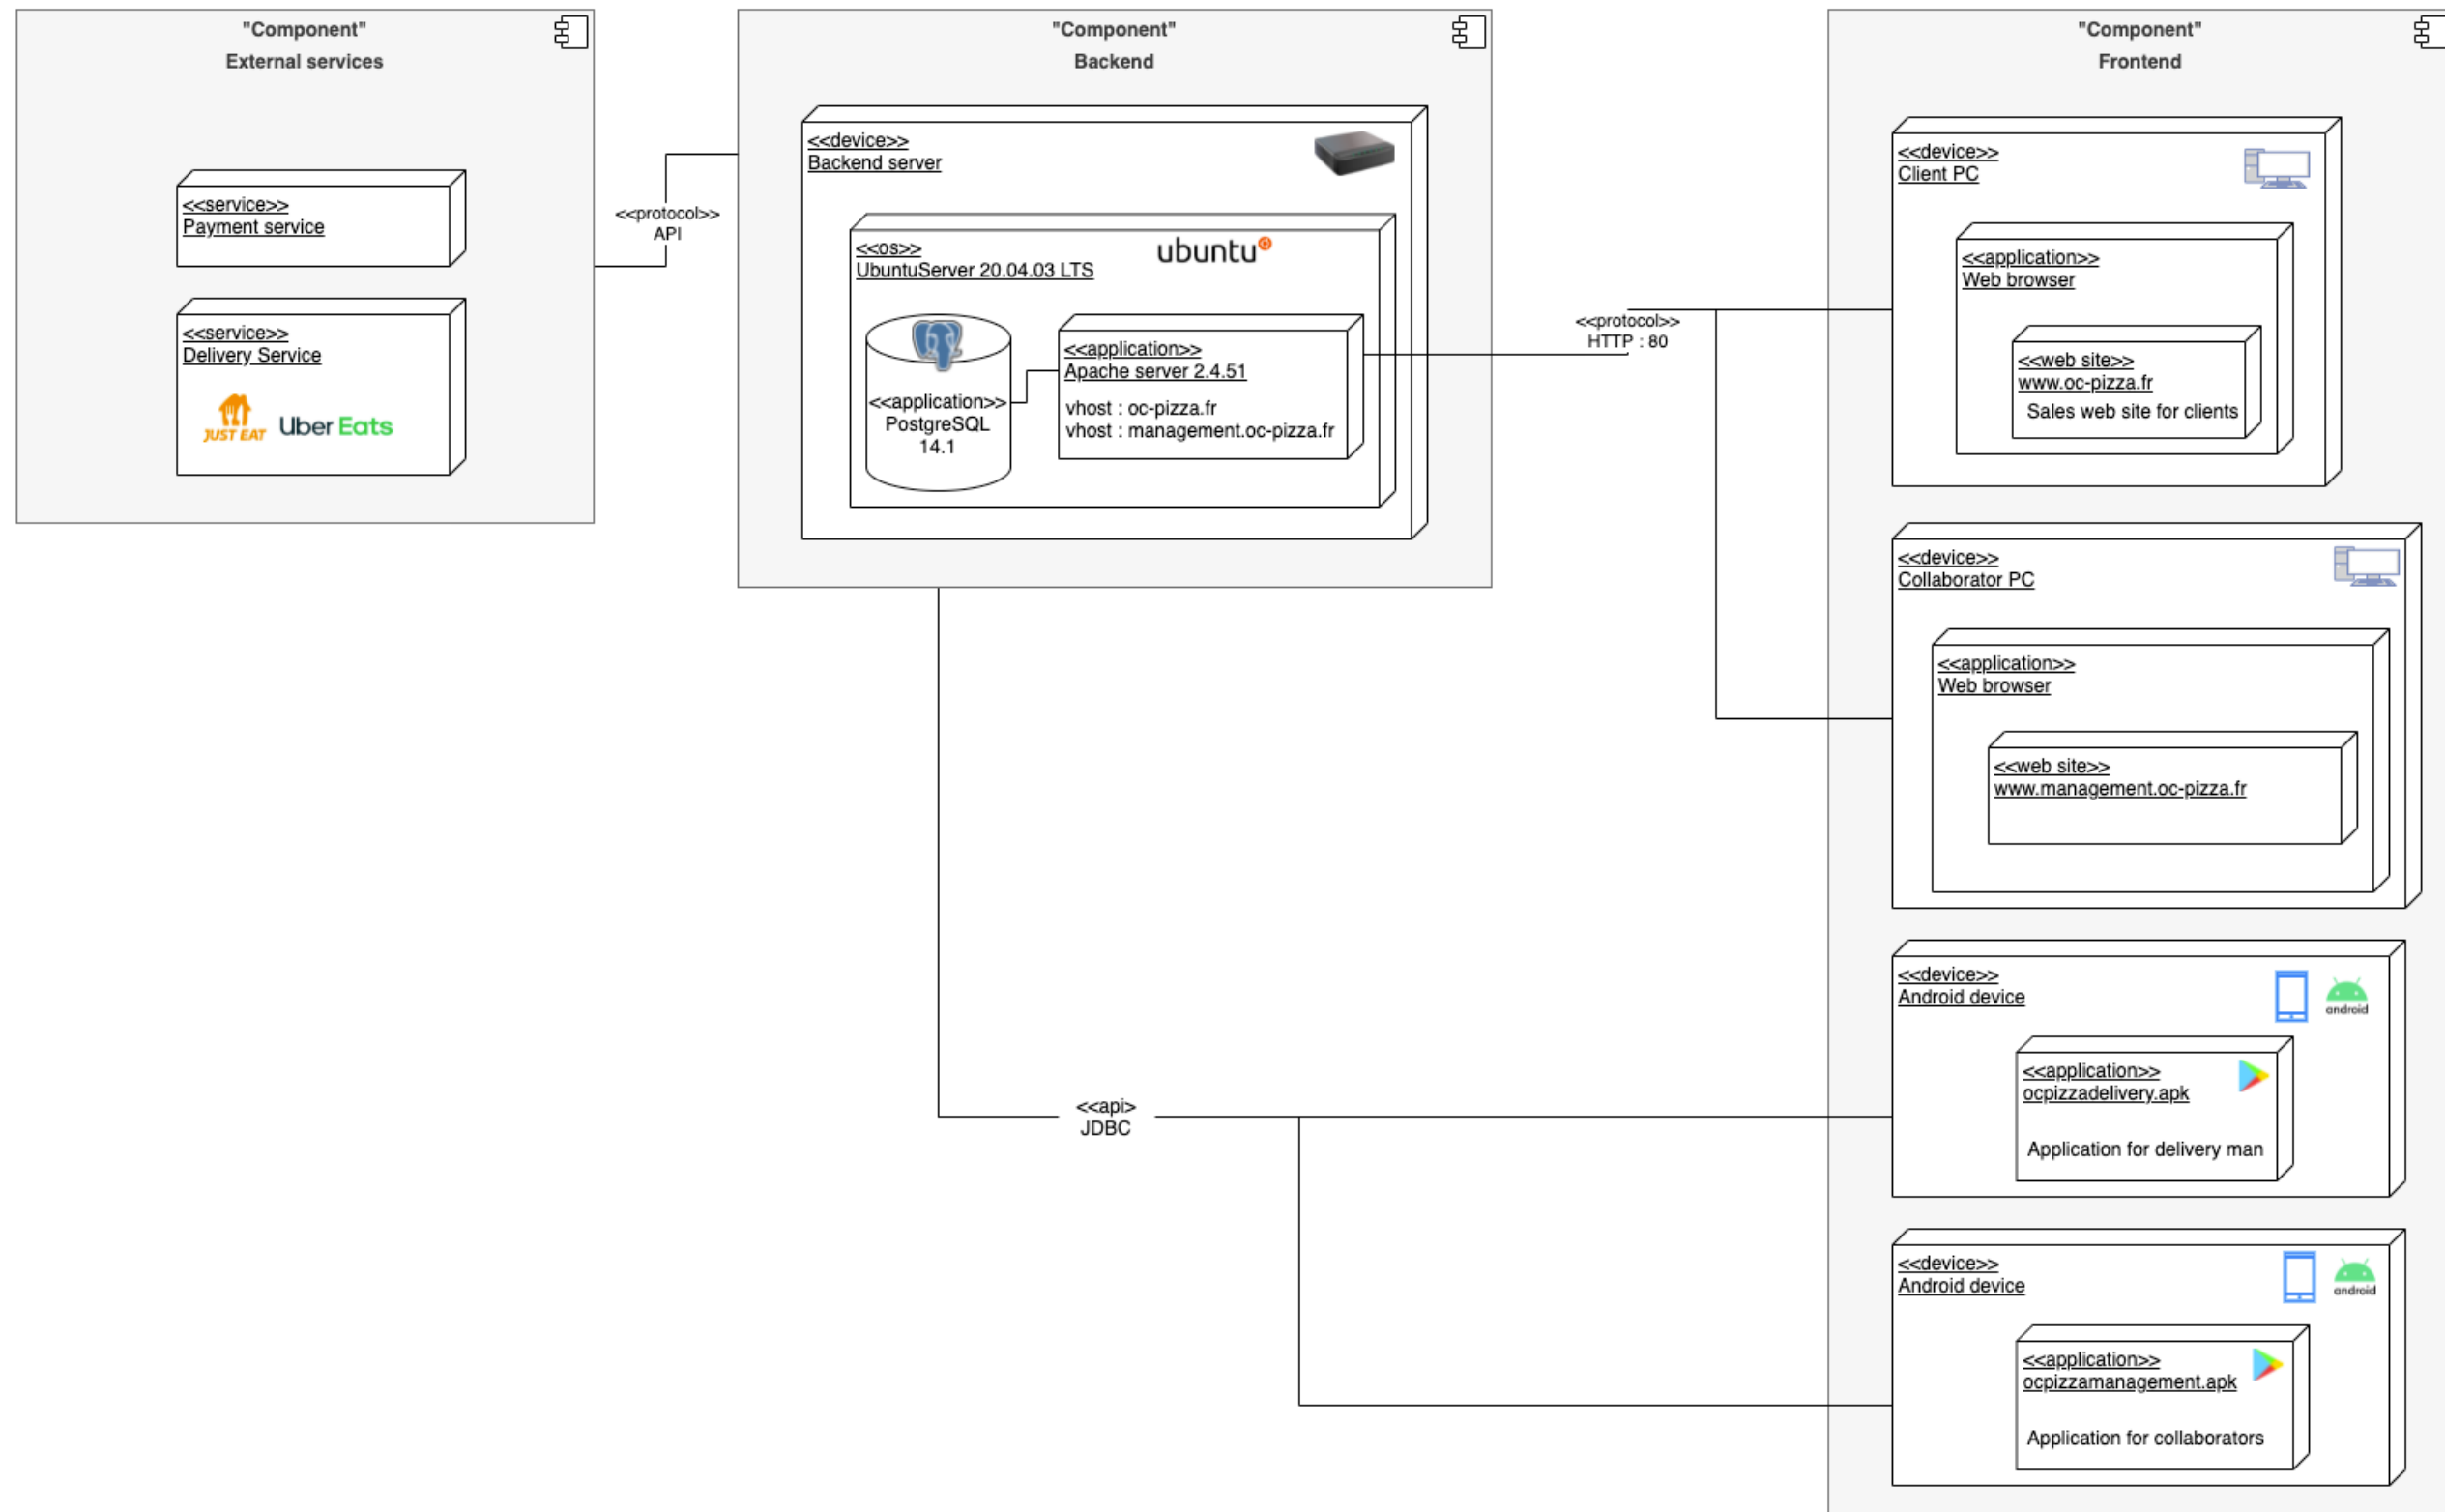 "Component"
External services
<<service>>
Payment service
<<service>>
Delivery Service
JUST EAT
Uber Eats
<<protocol>>
API
"Component"
Backend
<<device>>
Backend server
<<os>>
UbuntuServer 20.04.03 LTS
ubuntu
<<application>>
PostgreSQL
14.1
<<application>>
Apache server 2.4.51
vhost : oc-pizza.fr
vhost : management.oc-pizza.fr
<<protocol>>
HTTP : 80
<<api>
JDBC
"Component"
Frontend
<<device>>
Client PC
<<application>>
Web browser
<<web site>>
www.oc-pizza.fr
Sales web site for clients
<<device>>
Collaborator PC
<<application>>
Web browser
<<web site>>
www.management.oc-pizza.fr
<<device>>
Android device
android
<<application>>
ocpizzadelivery.apk
Application for delivery man
<<device>>
Android device
android
<<application>>
ocpizzamanagement.apk
Application for collaborators